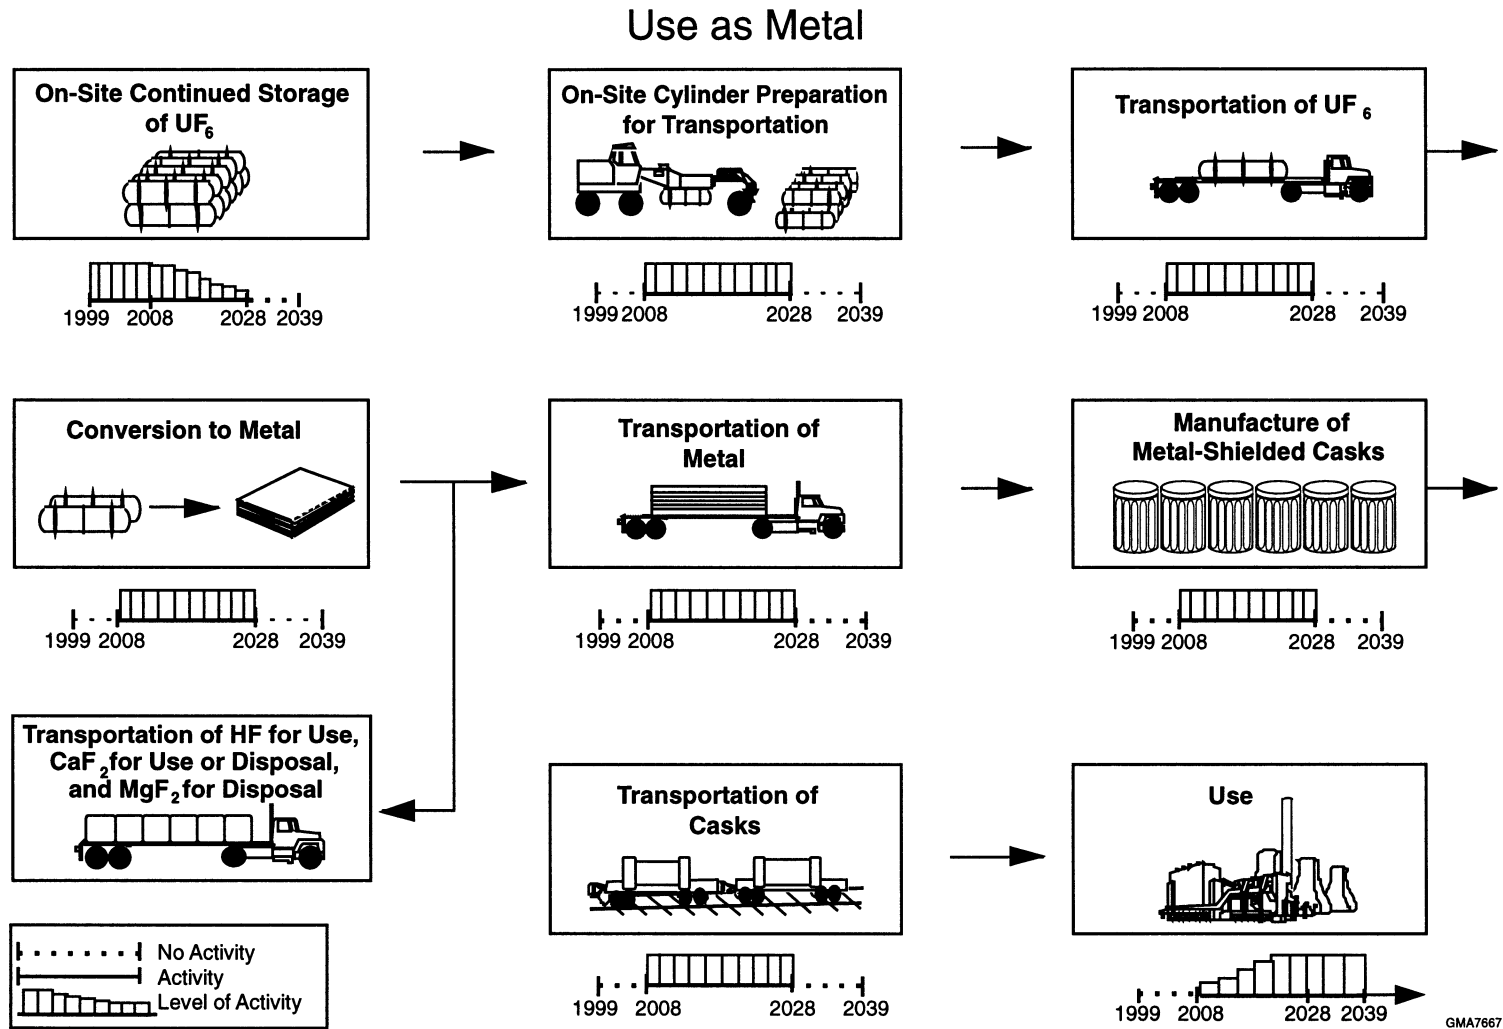 Use as Metal
On-Site Continued Storage
of UF6
1999 2008 2028 2039
On-Site Cylinder Preparation
for Transportation
1999 2008 2028 2039
Transportation of UF 6
1999 2008 2028 2039
Conversion to Metal
1999 2008 2028 2039
Transportation of
Metal
1999 2008 2028 2039
Manufacture of
Metal-Shielded Casks
1999 2008 2028 2039
Transportation of HF for Use,
CaF2 for Use or Disposal,
and MgF2 for Disposal
Transportation of
Casks
1999 2008 2028 2039
Use
1999 2008 2028 2039
No Activity
Activity
Level of Activity
GMA7667